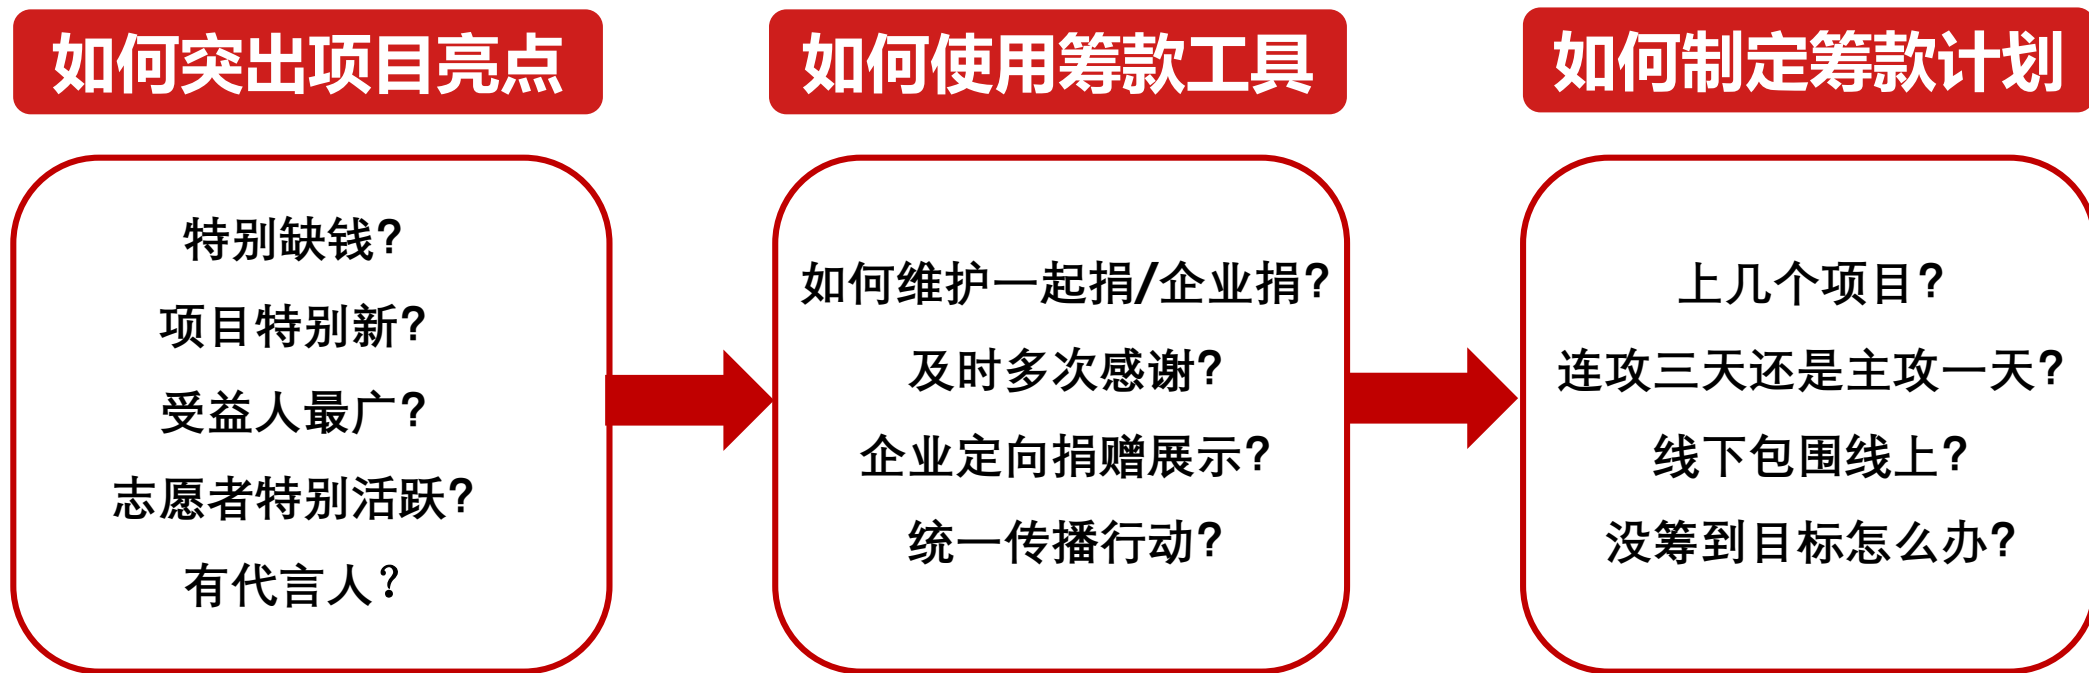 如何突出项目亮点
特别缺钱?
项目特别新?
受益人最广?
志愿者特别活跃?
有代言人?
如何使用筹款工具
如何维护一起捐/企业捐?
及时多次感谢?
企业定向捐赠展示?
统一传播行动?
如何制定筹款计划
上几个项目?
连攻三天还是主攻一天?
线下包围线上?
没筹到目标怎么办?